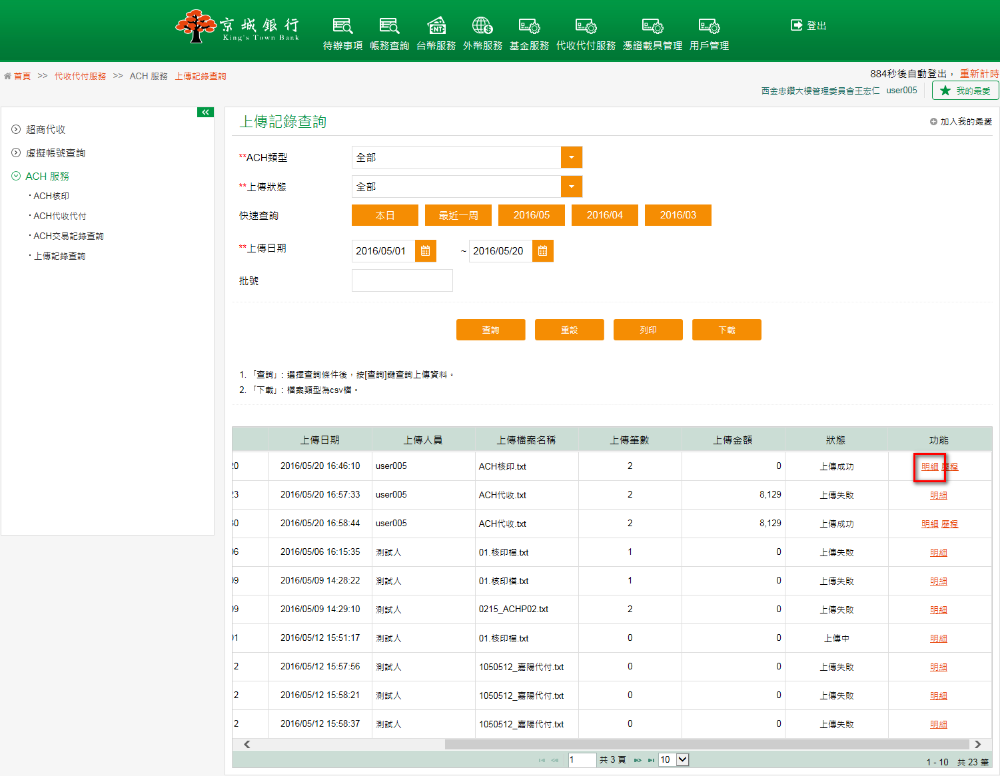 京城銀行
King's Town Bank
待辦事項 帳務查詢 台幣服務 外幣服務 基金服務 代收代付服務 憑證載具管理 用戶管理
登出
首頁 >> 代收代付服務 >> ACH 服務 上傳記錄查詢
884秒後自動登出， 重新計時
西金忠鑽大樓管理委員會王宏仁 user005
我的最愛
超商代收
虛擬帳號查詢
ACH 服務
·ACH核印
·ACH代收代付
·ACH交易記錄查詢
·上傳記錄查詢
上傳記錄查詢
加入我的最愛
**ACH類型 全部
**上傳狀態 全部
快速查詢 本日 最近一周 2016/05 2016/04 2016/03
**上傳日期 2016/05/01 ~ 2016/05/20
批號
查詢 重設 列印 下載
1. 「查詢」: 選擇查詢條件後，按[查詢]鍵查詢上傳資料。
2. 「下載」: 檔案類型為csv檔。
上傳日期 上傳人員 上傳檔案名稱 上傳筆數 上傳金額 狀態 功能
20 2016/05/20 16:46:10 user005 ACH核印.txt 2 0 上傳成功 明細 歷程
23 2016/05/20 16:57:33 user005 ACH代收.txt 2 8,129 上傳失敗 明細
30 2016/05/20 16:58:44 user005 ACH代收.txt 2 8,129 上傳成功 明細 歷程
06 2016/05/06 16:15:35 測試人 01.核印檔.txt 1 0 上傳失敗 明細
09 2016/05/09 14:28:22 測試人 01.核印檔.txt 1 0 上傳失敗 明細
09 2016/05/09 14:29:10 測試人 0215_ACHP02.txt 2 0 上傳失敗 明細
01 2016/05/12 15:51:17 測試人 01.核印檔.txt 0 0 上傳中 明細
2 2016/05/12 15:57:56 測試人 1050512_嘉陽代付.txt 0 0 上傳失敗 明細
2 2016/05/12 15:58:21 測試人 1050512_嘉陽代付.txt 0 0 上傳失敗 明細
2 2016/05/12 15:58:37 測試人 1050512_嘉陽代付.txt 0 0 上傳失敗 明細
1 共 3 頁 10
1 - 10 共 23 筆